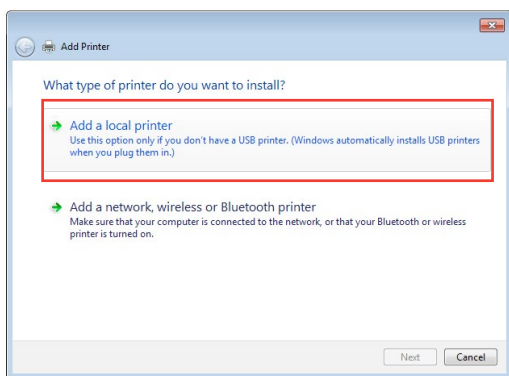 Add Printer
What type of printer do you want to install?
Add a local printer
Use this option only if you don't have a USB printer. (Windows automatically installs USB printers
when you plug them in.)
Add a network, wireless or Bluetooth printer
Make sure that your computer is connected to the network, or that your Bluetooth or wireless
printer is turned on.
Next Cancel